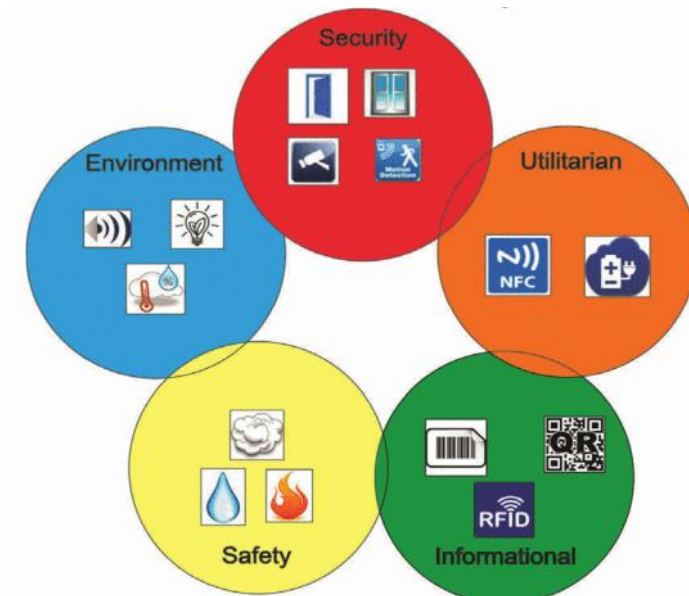 Security
Environment
Utilitarian
Motion
Detection
%
NFC
QR
RFID
Safety
Informational